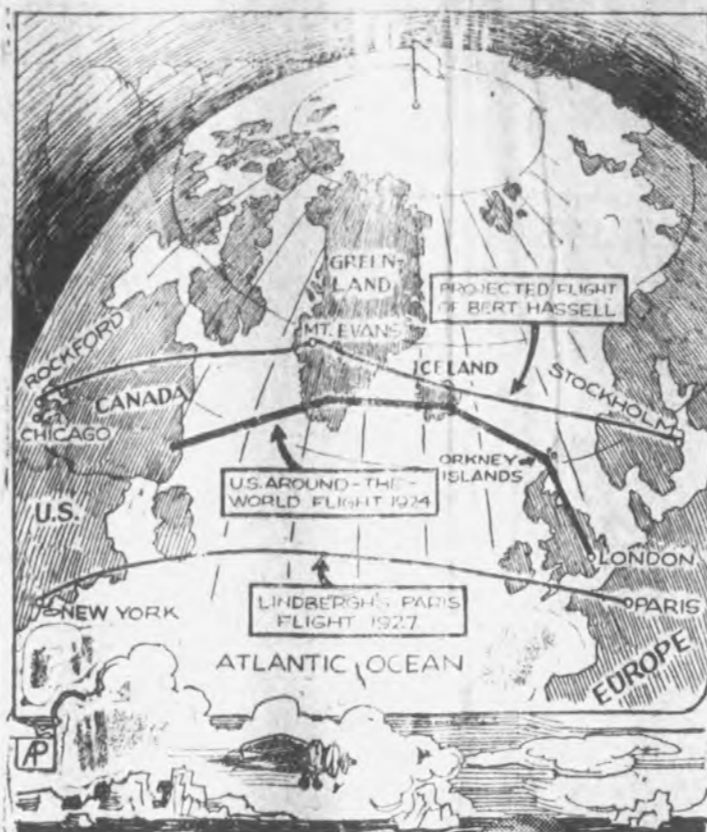 GREEN-
LAND
MT. EVANS
PROJECTED FLIGHT
OF BERT HASSELL
ROCKFORD
ICELAND
CANADA
STOCKHOLM
CHICAGO
ORKNEY
ISLANDS
U.S. AROUND-THE-
WORLD FLIGHT 1924
U.S.
LONDON
LINDBERGH'S PARIS
FLIGHT 1927
NEW YORK
PARIS
ATLANTIC OCEAN
EUROPE
AP